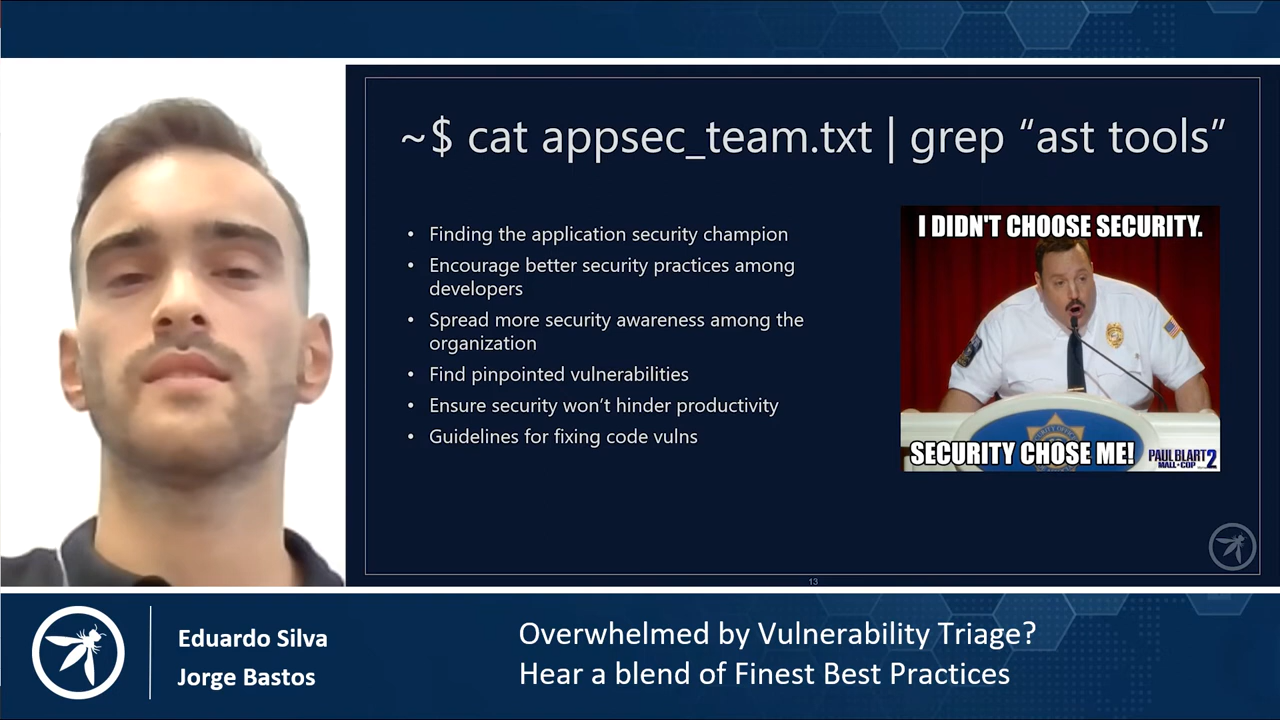 ~$ cat appsec_team.txt | grep “ast tools”
• Finding the application security champion
• Encourage better security practices among
developers
• Spread more security awareness among the
organization
• Find pinpointed vulnerabilities
• Ensure security won’t hinder productivity
• Guidelines for fixing code vulns
I DIDN'T CHOOSE SECURITY.
SECURITY CHOSE ME!
PAUL BLART
MALL COP 2
13
Eduardo Silva
Jorge Bastos
Overwhelmed by Vulnerability Triage?
Hear a blend of Finest Best Practices